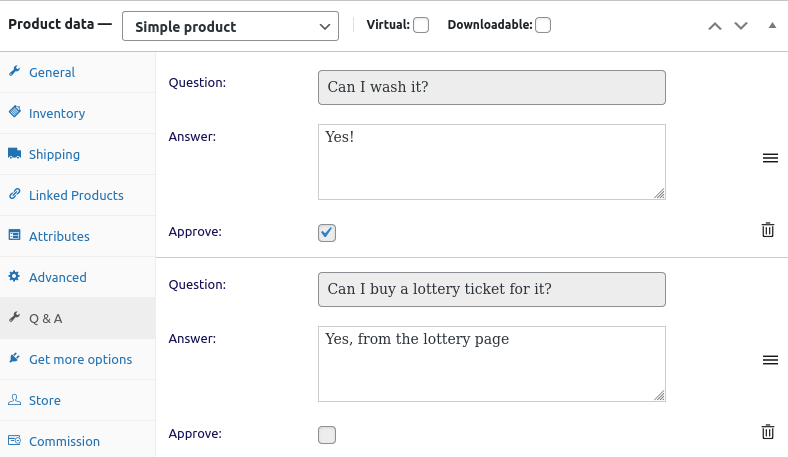 Product data — Simple product Virtual: Downloadable:
General
Inventory
Shipping
Linked Products
Attributes
Advanced
Q & A
Get more options
Store
Commission
Question: Can I wash it?
Answer: Yes!
Approve:
Question: Can I buy a lottery ticket for it?
Answer: Yes, from the lottery page
Approve: